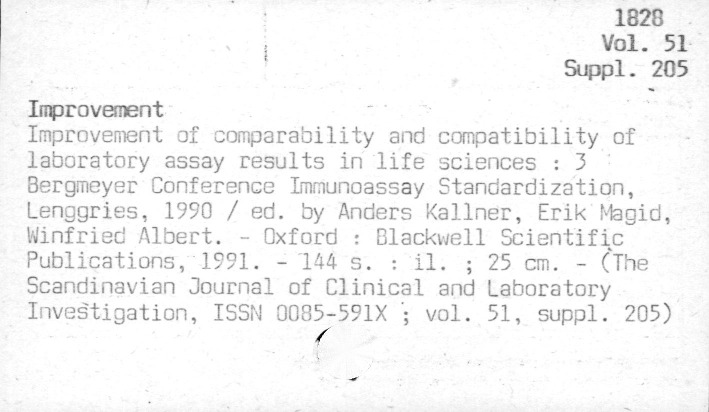 1828
Vol. 51
Suppl. 205
Improvement
Improvement of comparability and compatibility of
laboratory assay results in life sciences : 3
Bergmeyer Conference Immunoassay Standardization,
Lenggries, 1990 / ed. by Anders Kallner, Erik Magid,
Winfried Albert. - Oxford : Blackwell Scientific
Publications, 1991. - 144 s. : il. ; 25 cm. - (The
Scandinavian Journal of Clinical and Laboratory
Investigation, ISSN 0085-591X ; vol. 51, suppl. 205)